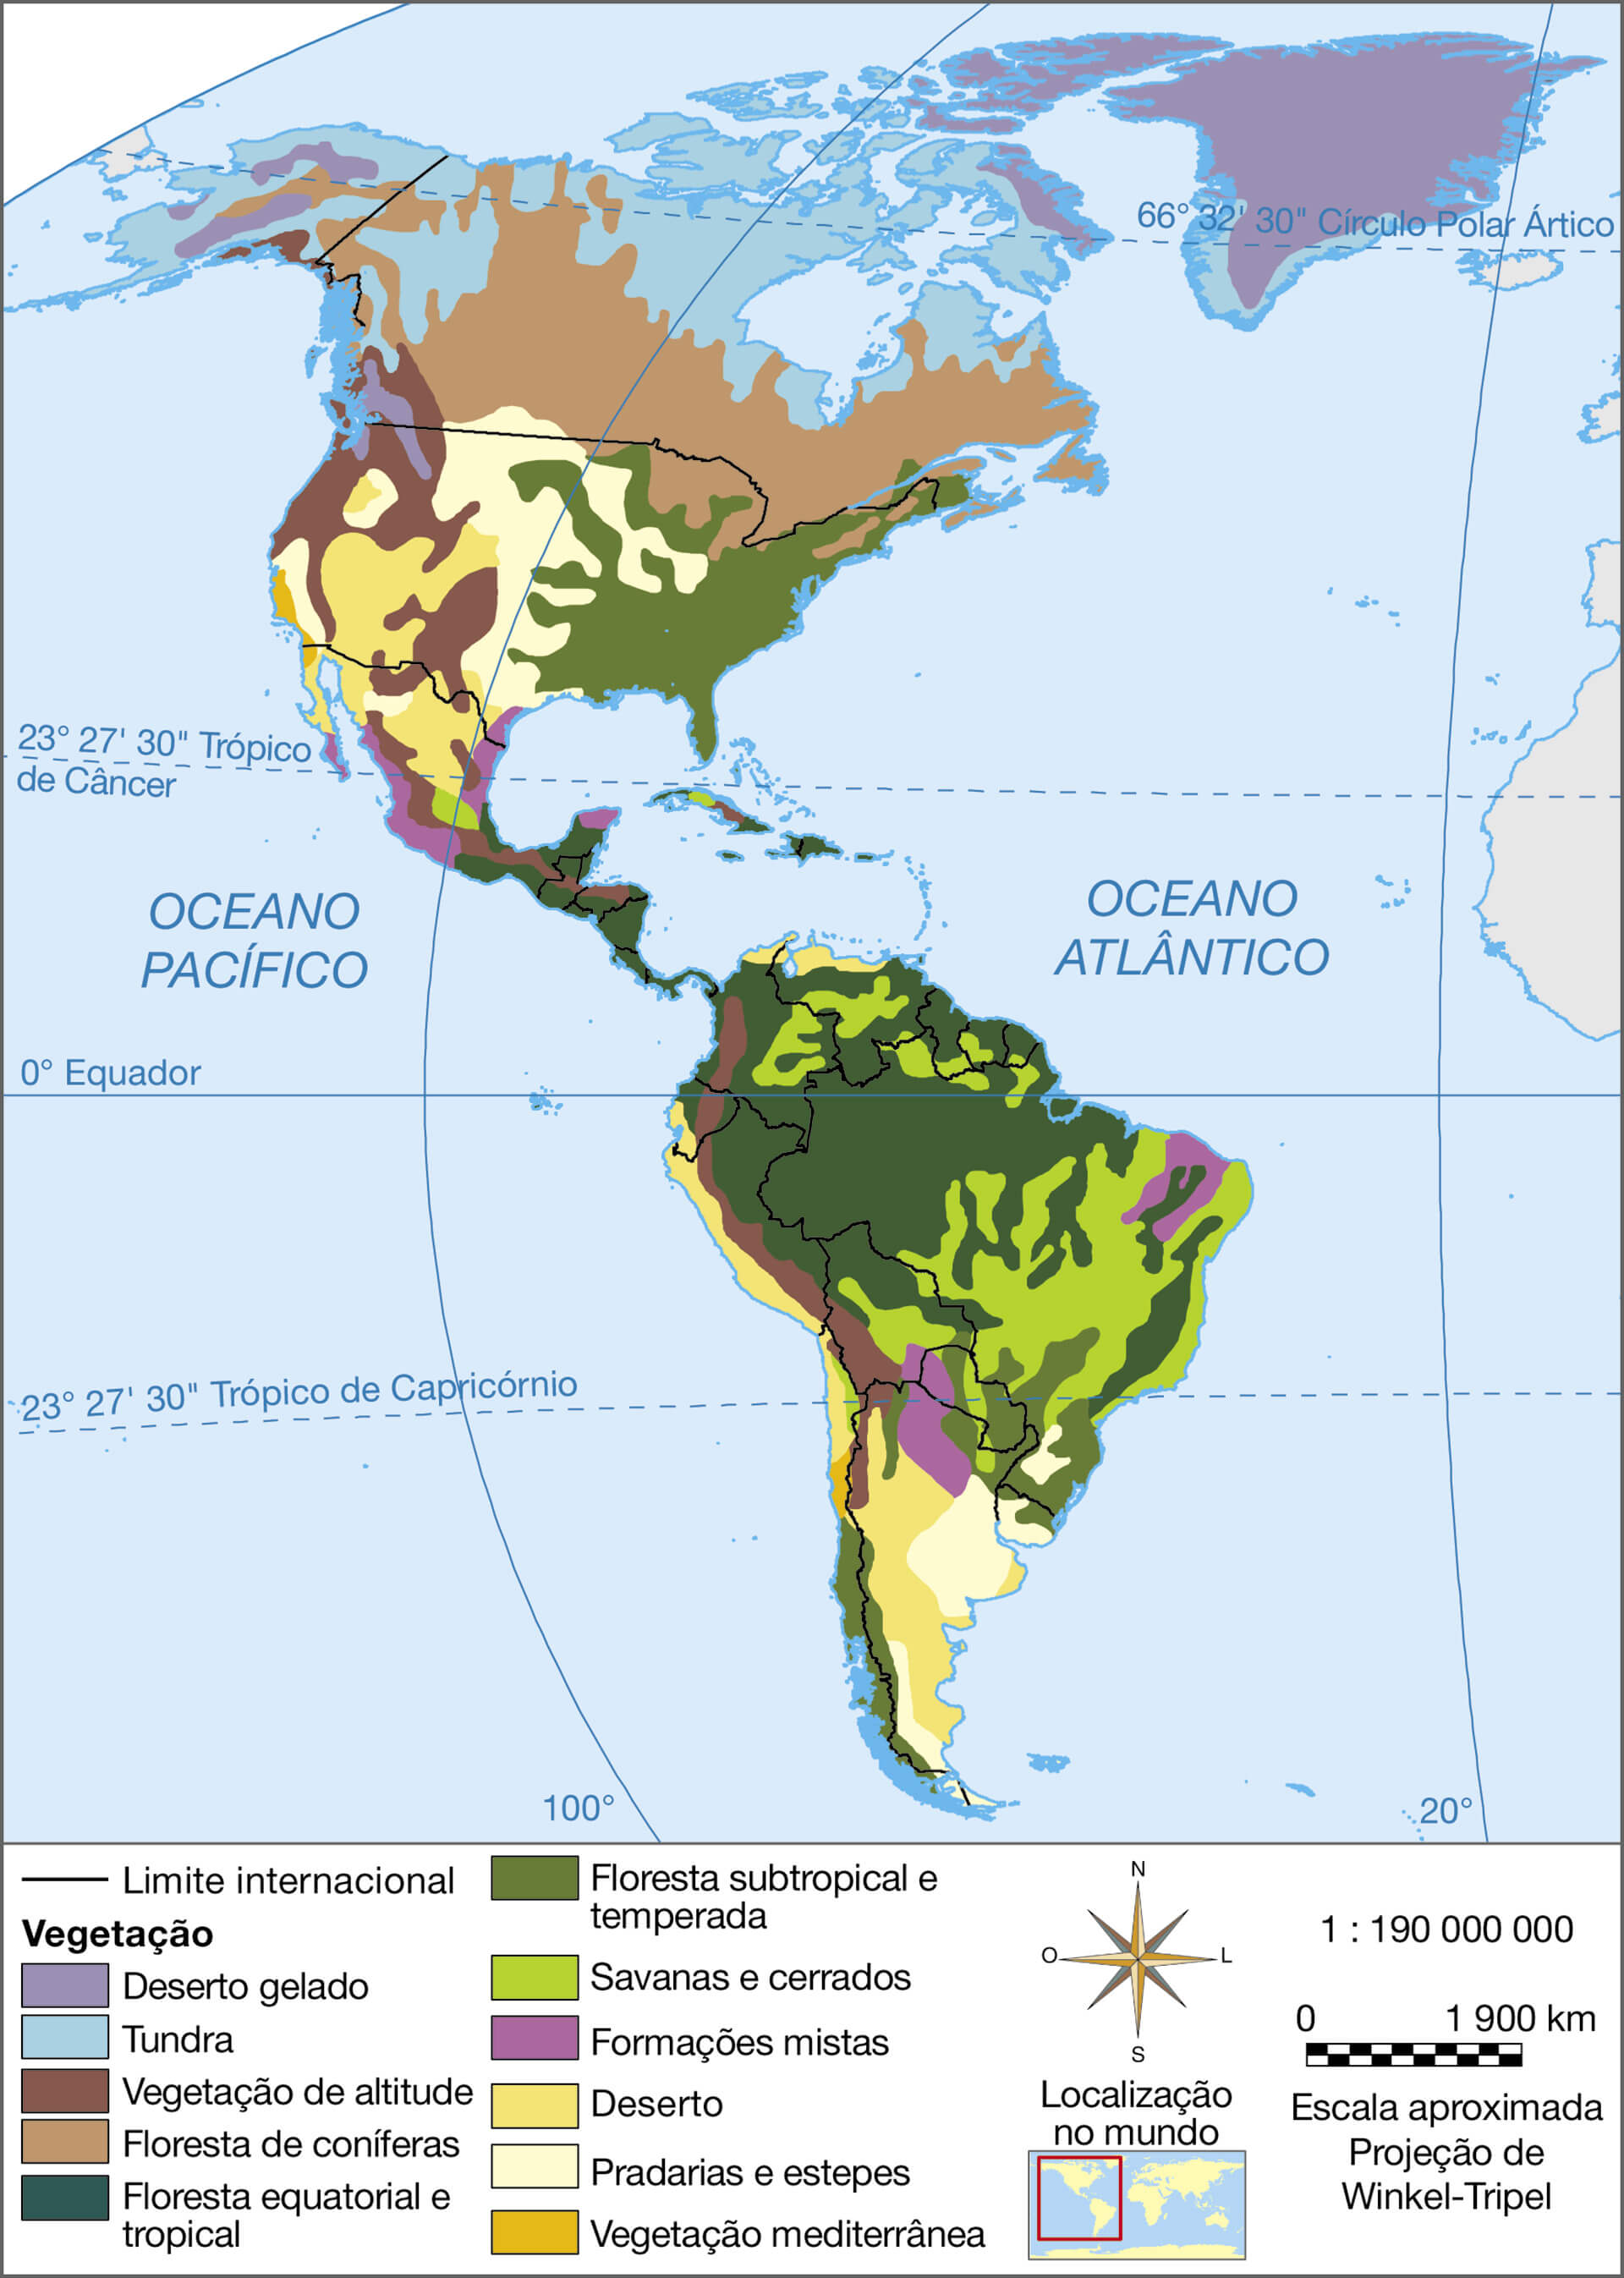 66° 32' 30" Círculo Polar Ártico
23° 27' 30" Trópico
de Câncer
OCEANO
PACÍFICO
OCEANO
ATLÂNTICO
0° Equador
23° 27' 30" Trópico de Capricórnio
100°
20°
Limite internacional
Vegetação
Deserto gelado
Tundra
Vegetação de altitude
Floresta de coníferas
Floresta equatorial e
tropical
Floresta subtropical e
temperada
Savanas e cerrados
Formações mistas
Deserto
Pradarias e estepes
Vegetação mediterrânea
N
O
L
S
Localização
no mundo
1 : 190 000 000
0 1 900 km
Escala aproximada
Projeção de
Winkel-Tripel